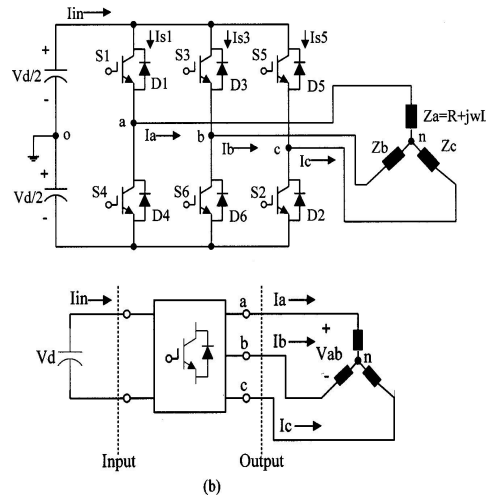 Iin
Is1 Is3 Is5
+ S1 S3 S5
Vd/2
- D1 D3 D5
a Ia b Ib c Ic
Za=R+jwL
n
Zb Zc
o
+
Vd/2
-
S4 S6 S2
D4 D6 D2
Iin
a Ia
Vd
b Ib
+
Vab
-
n
c
Ic
Input Output
(b)